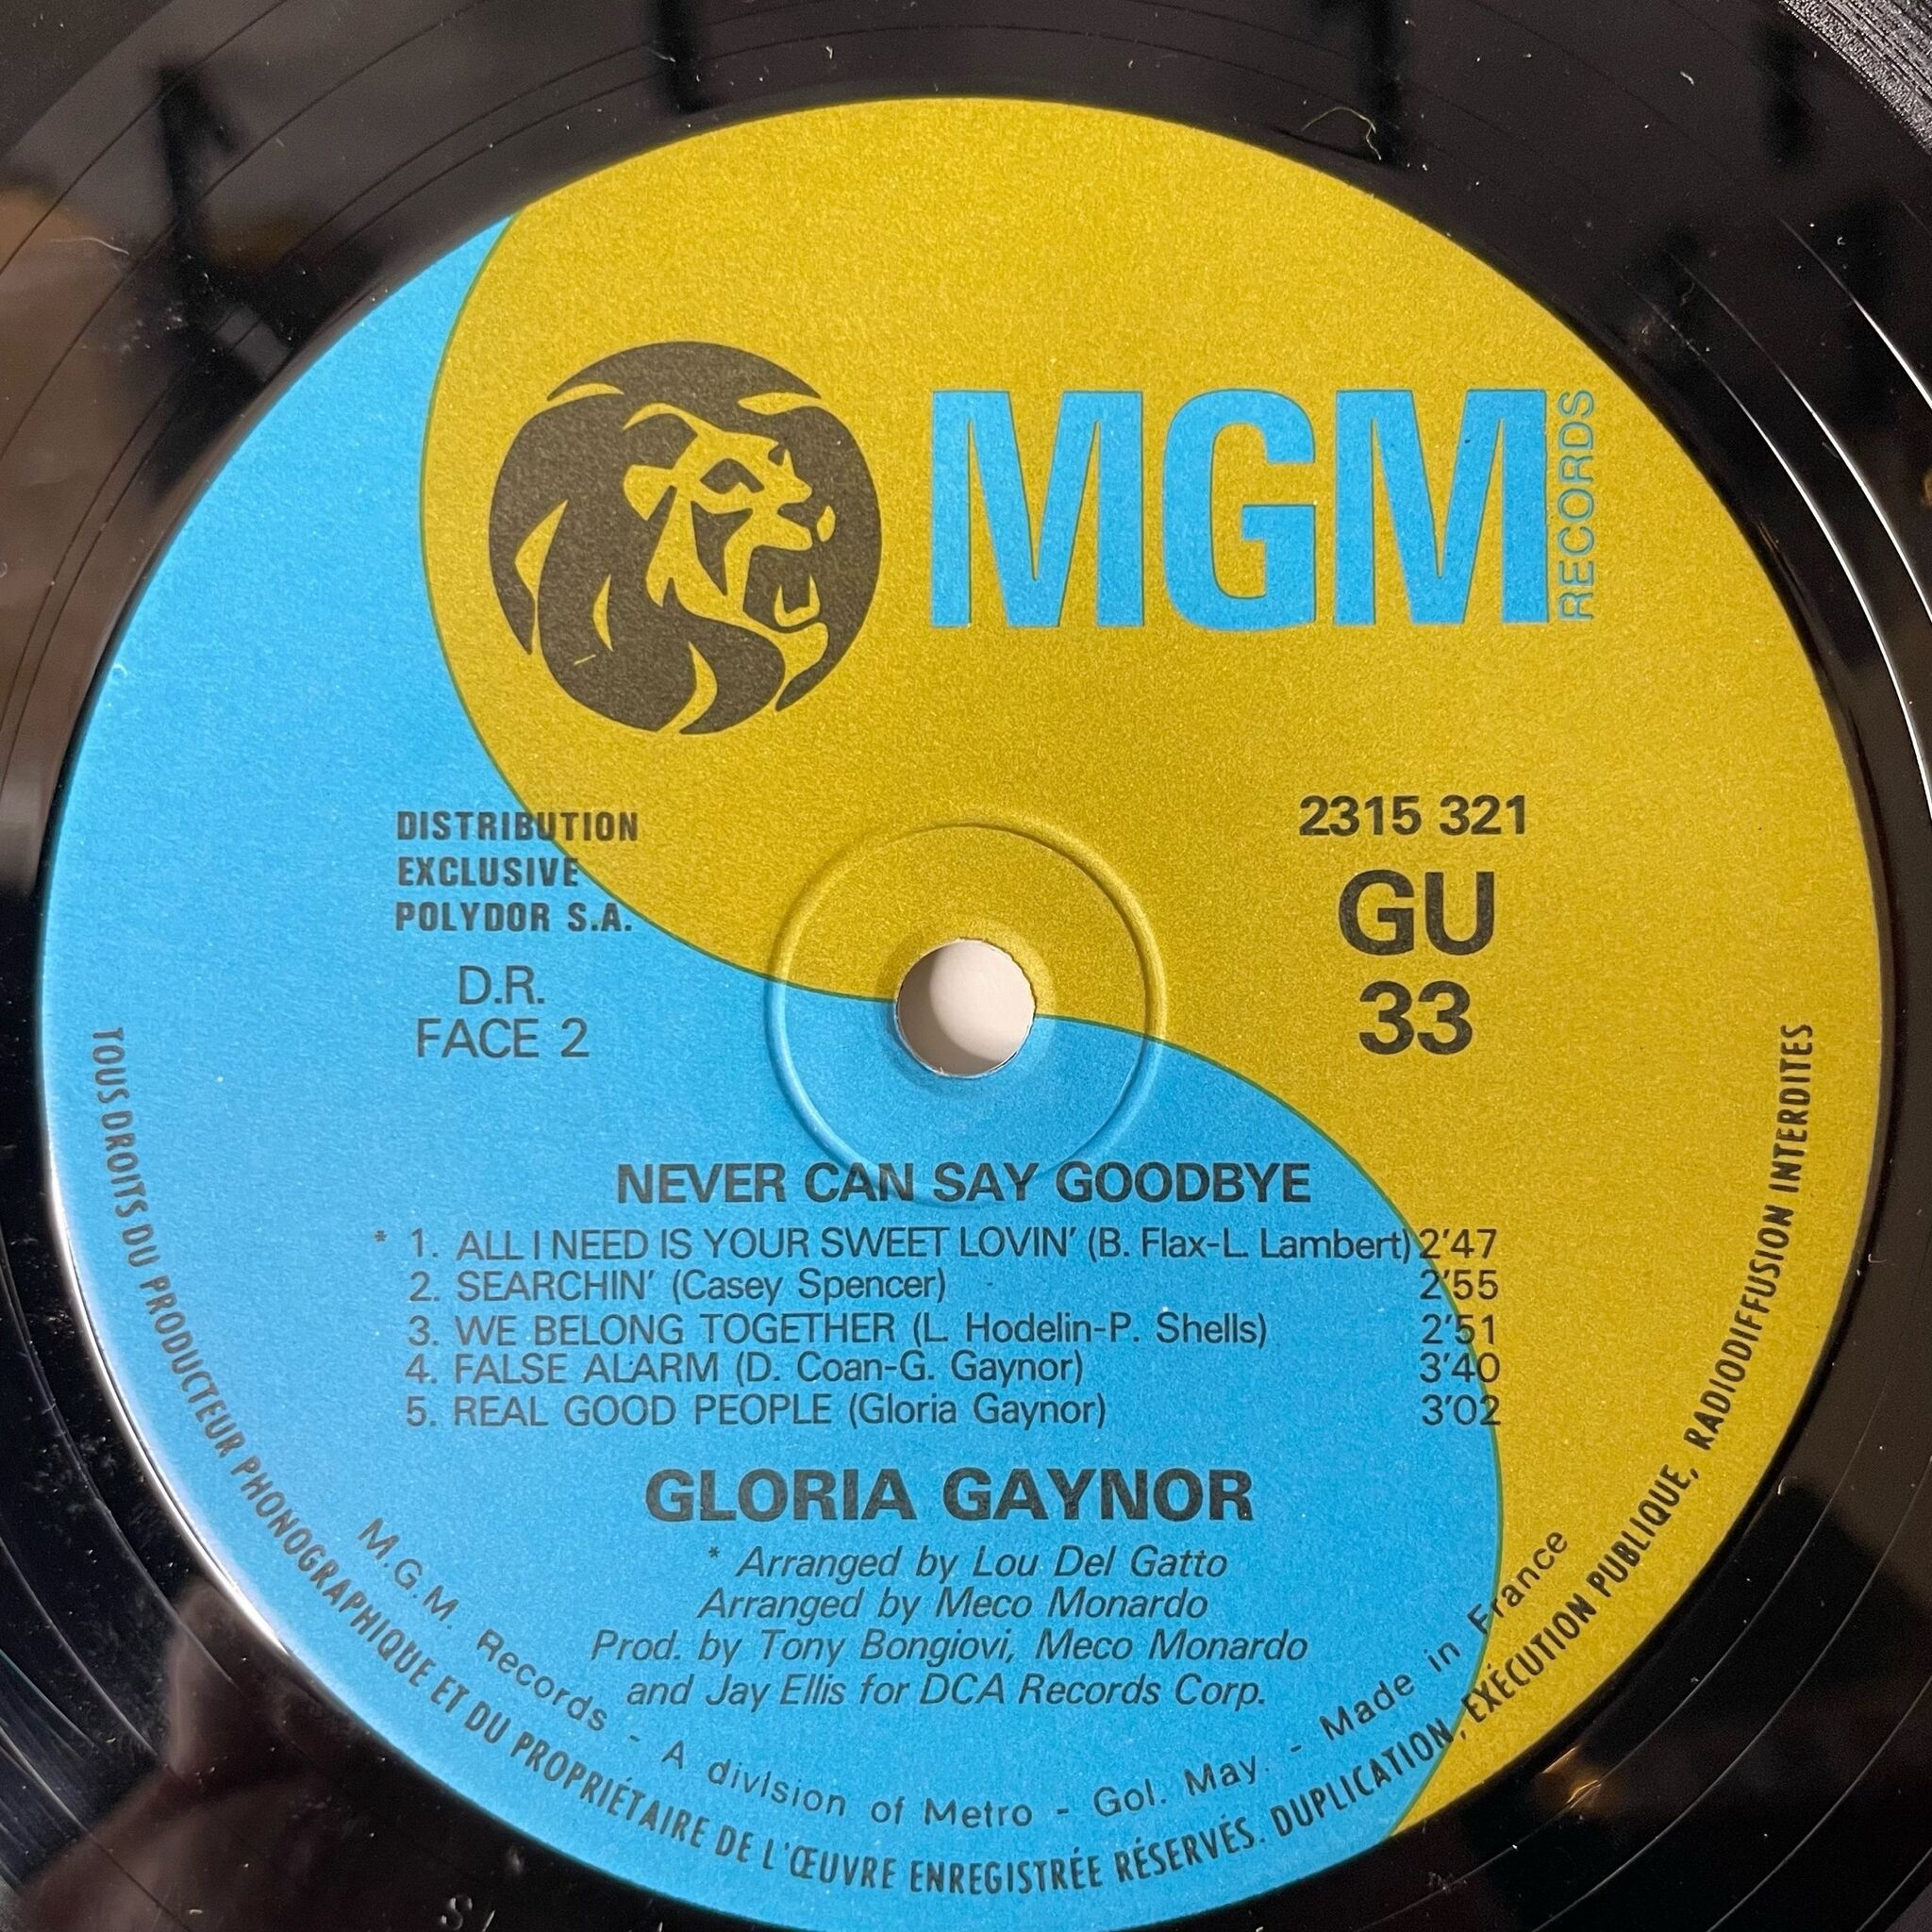 MGM
RECORDS
2315 321
GU
33
DISTRIBUTION
EXCLUSIVE
POLYDOR S.A.
D.R.
FACE 2
NEVER CAN SAY GOODBYE
* 1. ALL I NEED IS YOUR SWEET LOVIN' (B. Flax-L. Lambert) 2'47
2. SEARCHIN' (Casey Spencer) 2'55
3. WE BELONG TOGETHER (L. Hodelin-P. Shells) 2'51
4. FALSE ALARM (D. Coan-G. Gaynor) 3'40
5. REAL GOOD PEOPLE (Gloria Gaynor) 3'02
GLORIA GAYNOR
* Arranged by Lou Del Gatto
Arranged by Meco Monardo
Prod. by Tony Bongiovi, Meco Monardo
and Jay Ellis for DCA Records Corp.
M.G.M. Records - A divIsion of Metro - Gol. May. - Made in France
TOUS DROITS DU PRODUCTEUR PHONOGRAPHIQUE ET DU PROPRIÉTAIRE DE L'ŒUVRE ENREGISTRÉE RÉSERVÉS. DUPLICATION, EXÉCUTION PUBLIQUE, RADIODIFFUSION INTERDITES